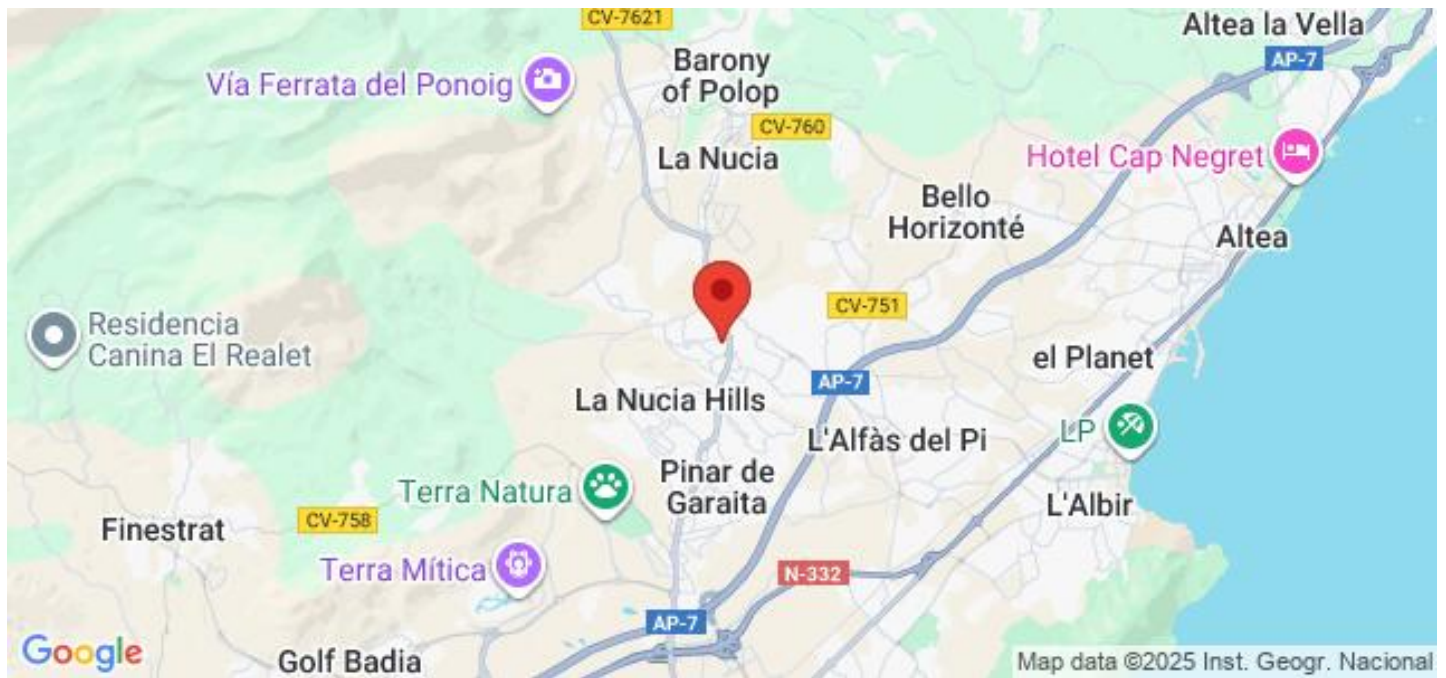 CV-7621
Altea la Vella
AP-7
Barony
of Polop
Vía Ferrata del Ponoig
CV-760
La Nucia
Hotel Cap Negret
Bello
Horizonté
Altea
CV-751
Residencia
Canina El Realet
el Planet
AP-7
La Nucia Hills
L'Alfàs del Pi
LP
Pinar de
Garaita
Terra Natura
L'Albir
CV-758
Finestrat
Terra Mítica
N-332
AP-7
Google
Golf Badia
Map data ©2025 Inst. Geogr. Nacional